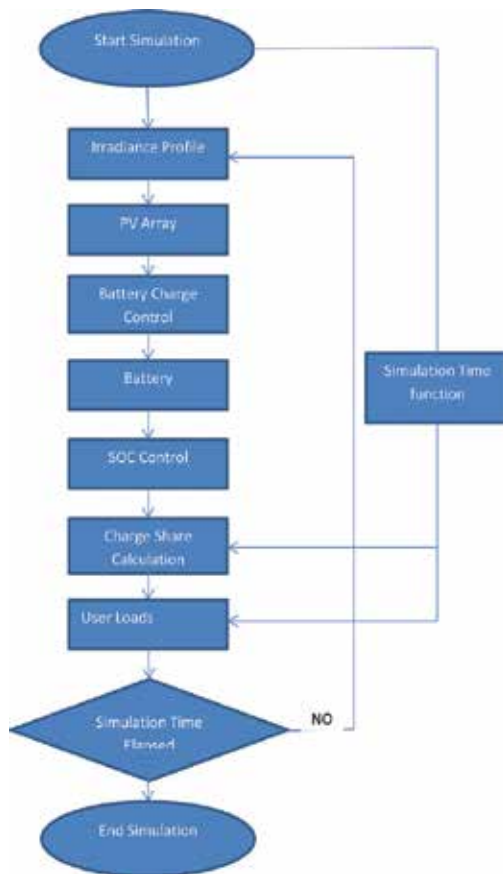 Start Simulation
Irradiance Profile
PV Array
Battery Charge
Control
Battery
Simulation Time
function
SOC Control
Charge Share
Calculation
User Loads
Simulation Time
Elapsed
NO
End Simulation